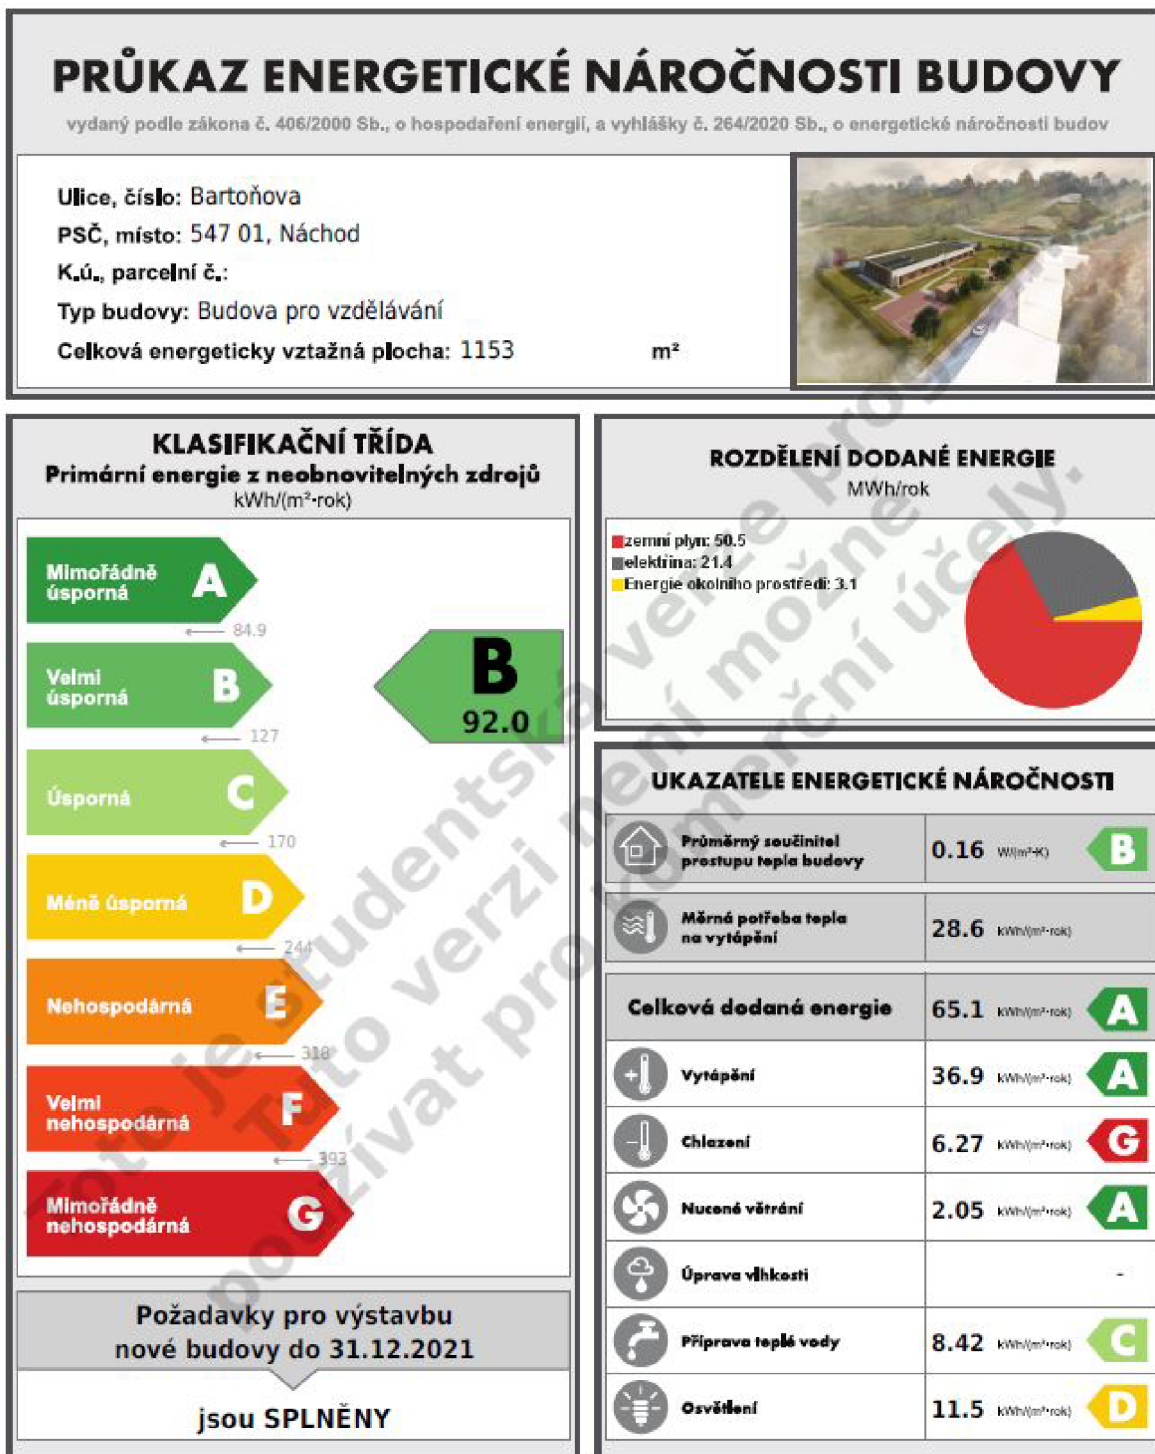 PRŮKAZ ENERGETICKÉ NÁROČNOSTI BUDOVY
vydaný podle zákona č. 406/2000 Sb., o hospodaření energií, a vyhlášky č. 264/2020 Sb., o energetické náročnosti budov
Ulice, číslo: Bartoňova
PSČ, místo: 547 01, Náchod
K.ú., parcelní č.:
Typ budovy: Budova pro vzdělávání
Celková energeticky vztažná plocha: 1153 m²
KLASIFIKAČNÍ TŘÍDA
Primární energie z neobnovitelných zdrojů
kWh/(m²·rok)
Mimořádně
úsporná
A
84.9
Velmi
úsporná
B
127
Úsporná
C
170
Méně úsporná
D
244
Nehospodárná
E
318
Velmi
nehospodárná
F
393
Mimořádně
nehospodárná
G
B
92.0
Požadavky pro výstavbu
nové budovy do 31.12.2021
jsou SPLNĚNY
ROZDĚLENÍ DODANÉ ENERGIE
MWh/rok
zemní plyn: 50.5
elektřina: 21.4
Energie okolního prostředí: 3.1
UKAZATELE ENERGETICKÉ NÁROČNOSTI
Průměrný součinitel
prostupu tepla budovy
0.16 W/(m²·K) B
Měrná potřeba tepla
na vytápění
28.6 kWh/(m²·rok)
Celková dodaná energie 65.1 kWh/(m²·rok) A
Vytápění 36.9 kWh/(m²·rok) A
Chlazení 6.27 kWh/(m²·rok) G
Nucené větrání 2.05 kWh/(m²·rok) A
Úprava vlhkosti -
Příprava teplé vody 8.42 kWh/(m²·rok) C
Osvětlení 11.5 kWh/(m²·rok) D
Toto je studentská verze
Tuto verzi není možné
používat pro komerční účely.